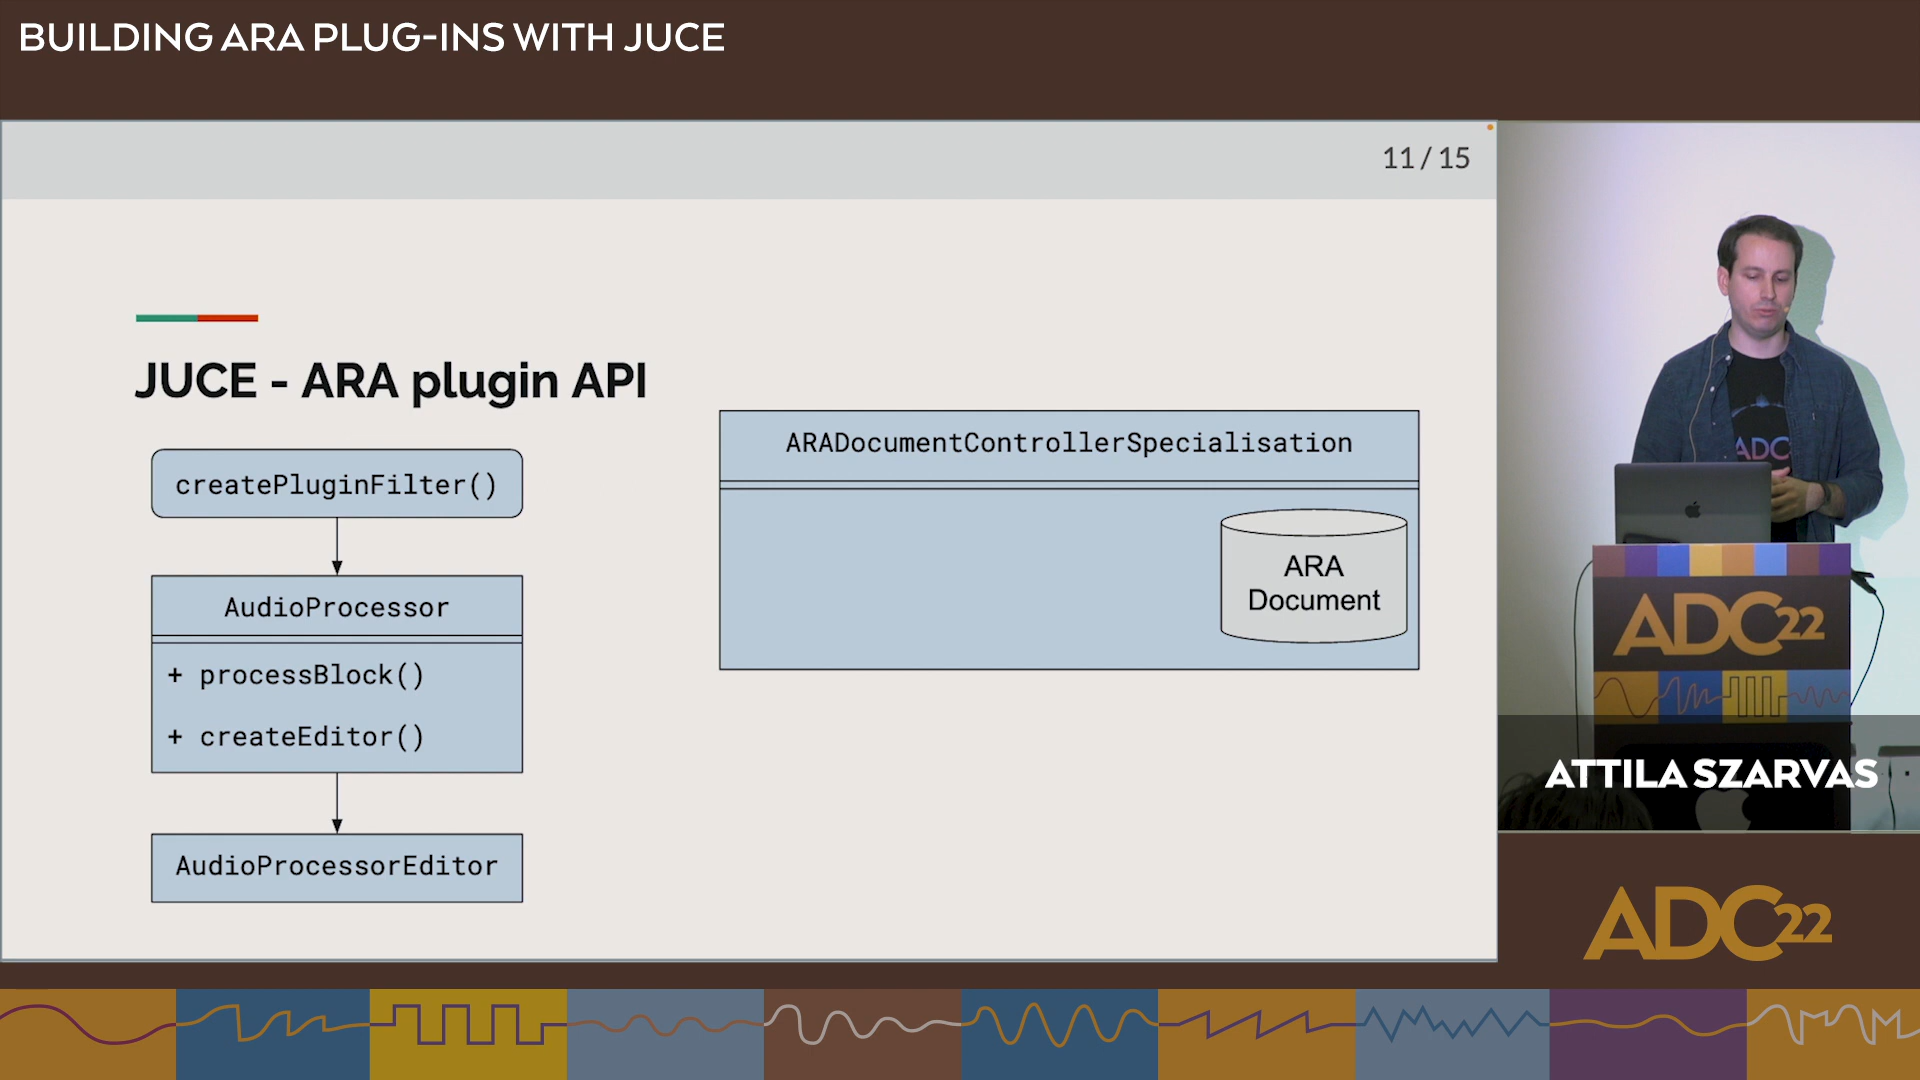 BUILDING ARA PLUG-INS WITH JUCE
11 / 15
JUCE - ARA plugin API
createPluginFilter()
AudioProcessor
+ processBlock()
+ createEditor()
AudioProcessorEditor
ARADocumentControllerSpecialisation
ARA
Document
ADC
ADC22
ATTILA SZARVAS
ADC22